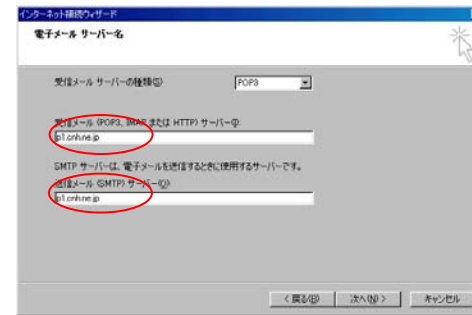 インターネット接続ウィザード
電子メール サーバー名
受信メール サーバーの種類(S)
POP3
受信メール (POP3、IMAP または HTTP) サーバー(I):
p1.cnh.ne.jp
SMTP サーバーは、電子メールを送信するときに使用するサーバーです。
送信メール (SMTP) サーバー(O):
p1.cnh.ne.jp
< 戻る(B)
次へ(N) >
キャンセル